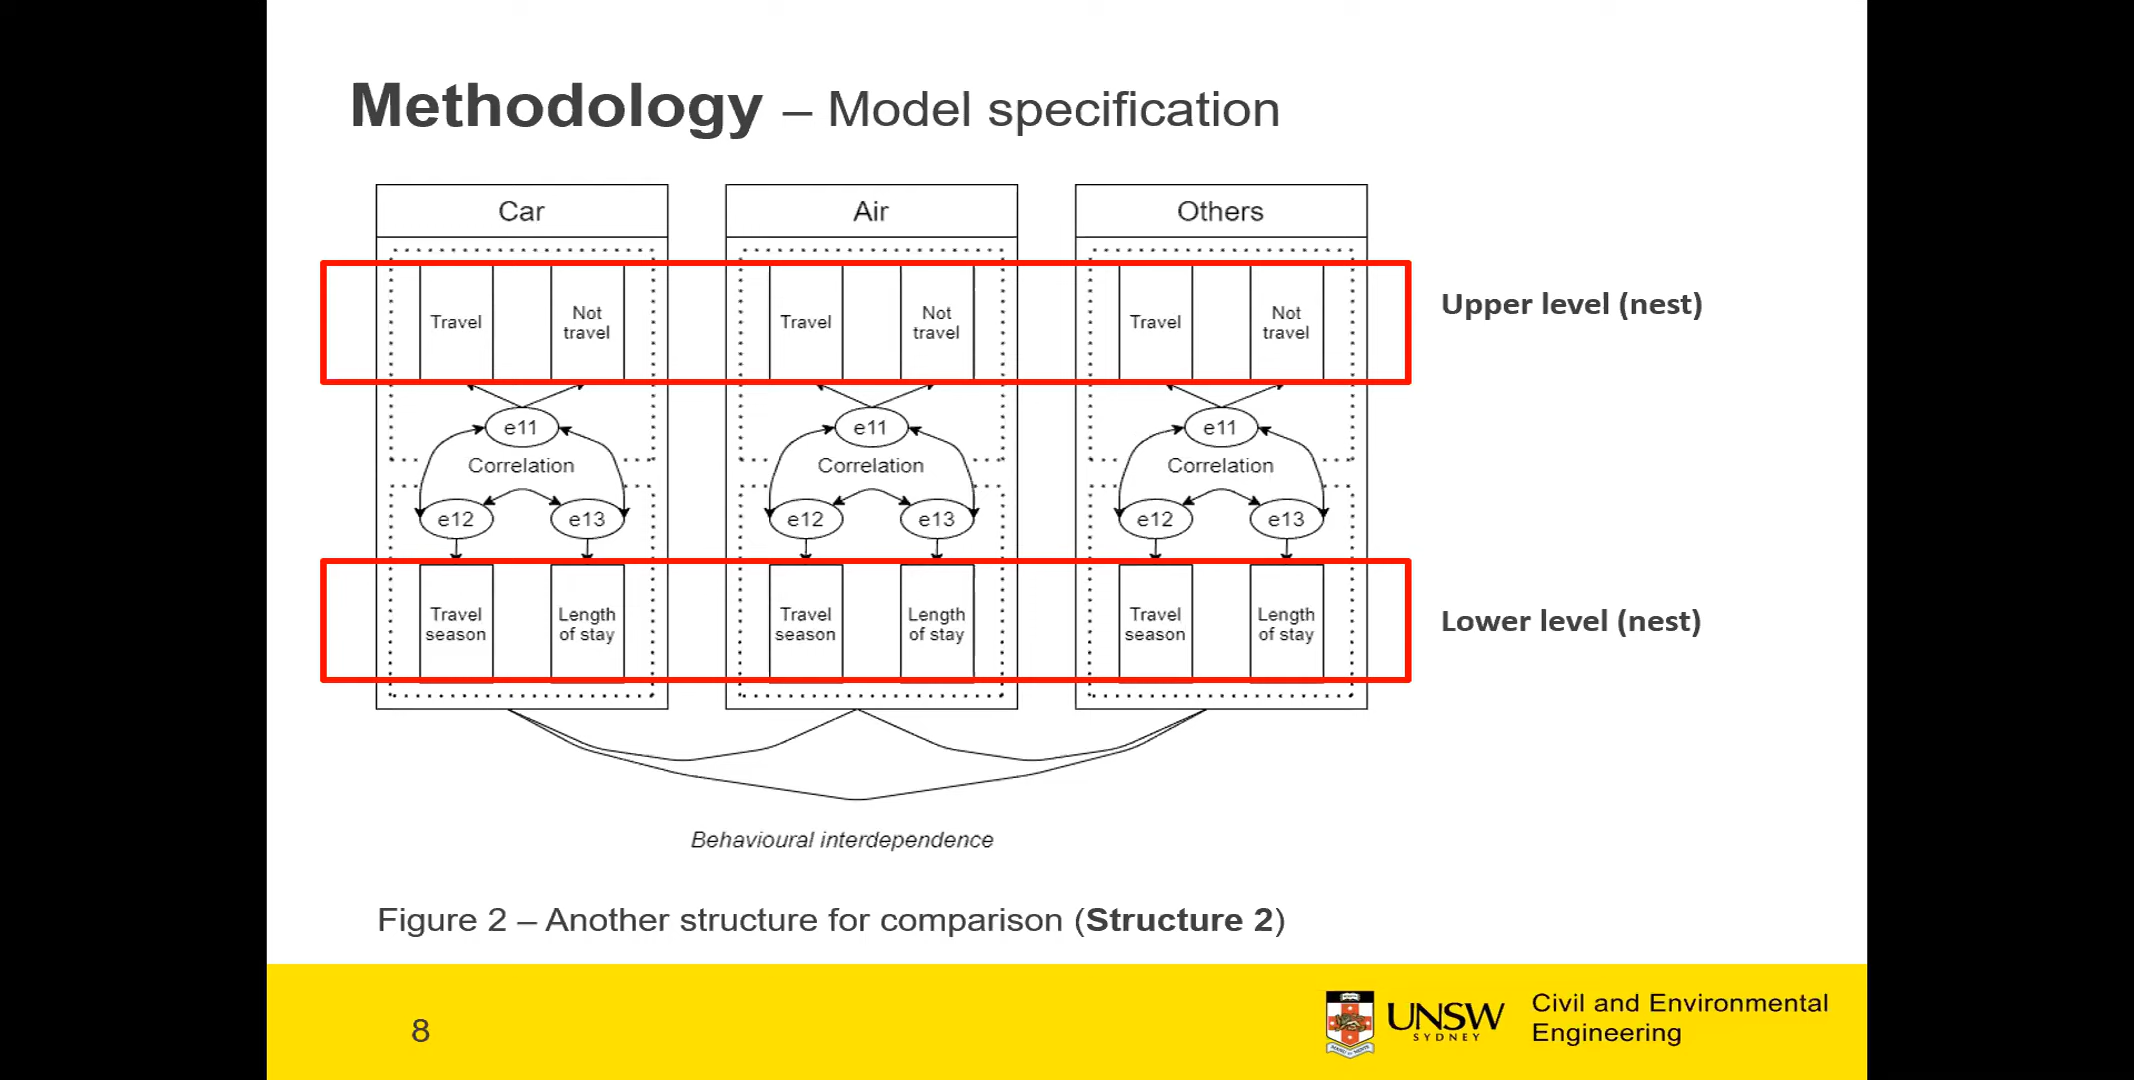 Methodology – Model specification
Car
Air
Others
Travel
Not
travel
Travel
Not
travel
Travel
Not
travel
Upper level (nest)
e11
e11
e11
Correlation
Correlation
Correlation
e12
e13
e12
e13
e12
e13
Travel
season
Length
of stay
Travel
season
Length
of stay
Travel
season
Length
of stay
Lower level (nest)
Behavioural interdependence
Figure 2 – Another structure for comparison (Structure 2)
8
UNSW
SYDNEY
Civil and Environmental
Engineering